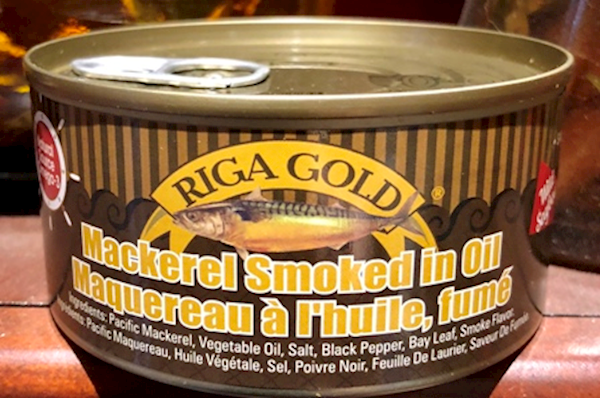 RIGA GOLD
®
Mackerel Smoked in Oil
Maquereau à l'huile, fumé
Ingredients: Pacific Mackerel, Vegetable Oil, Salt, Black Pepper, Bay Leaf, Smoke Flavor.
Pacific Maquereau, Huile Végétale, Sel, Poivre Noir, Feuille De Laurier, Saveur De Fumée